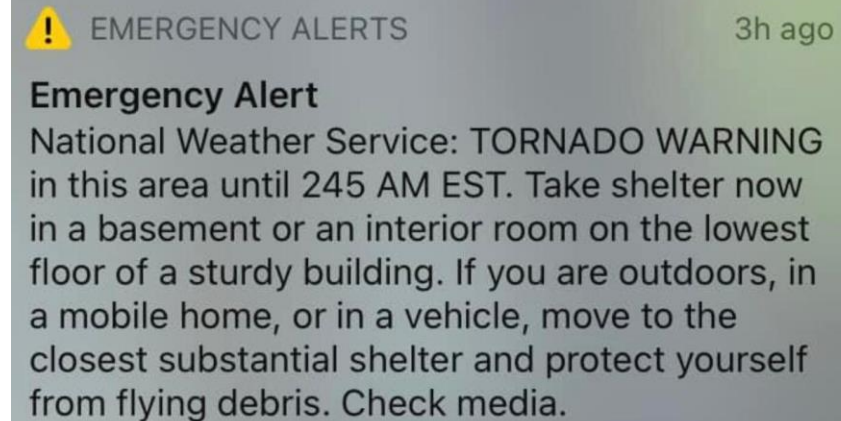 EMERGENCY ALERTS 3h ago
Emergency Alert
National Weather Service: TORNADO WARNING
in this area until 245 AM EST. Take shelter now
in a basement or an interior room on the lowest
floor of a sturdy building. If you are outdoors, in
a mobile home, or in a vehicle, move to the
closest substantial shelter and protect yourself
from flying debris. Check media.